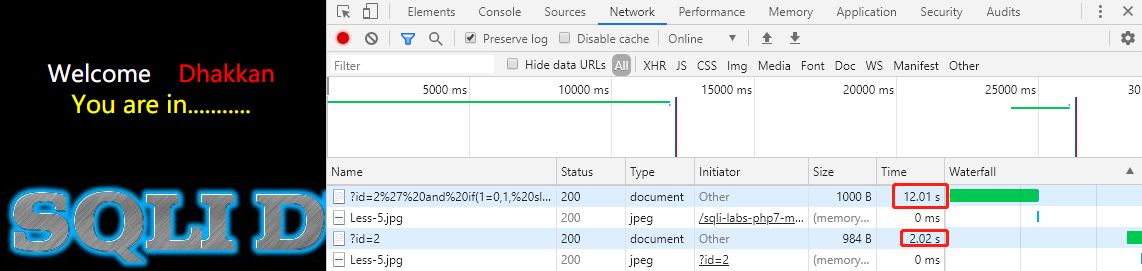 Welcome Dhakkan
You are in...........
SQLI D
Elements Console Sources Network Performance Memory Application Security Audits
Preserve log Disable cache Online
Filter Hide data URLs All XHR JS CSS Img Media Font Doc WS Manifest Other
5000 ms 10000 ms 15000 ms 20000 ms 25000 ms 30
Name Status Type Initiator Size Time Waterfall
?id=2%27%20and%20if(1=0,1,%20sl... 200 document Other 1000 B 12.01 s
Less-5.jpg 200 jpeg /sqli-labs-php7-m... (memory... 0 ms
?id=2 200 document Other 984 B 2.02 s
Less-5.jpg 200 jpeg ?id=2 (memory... 0 ms